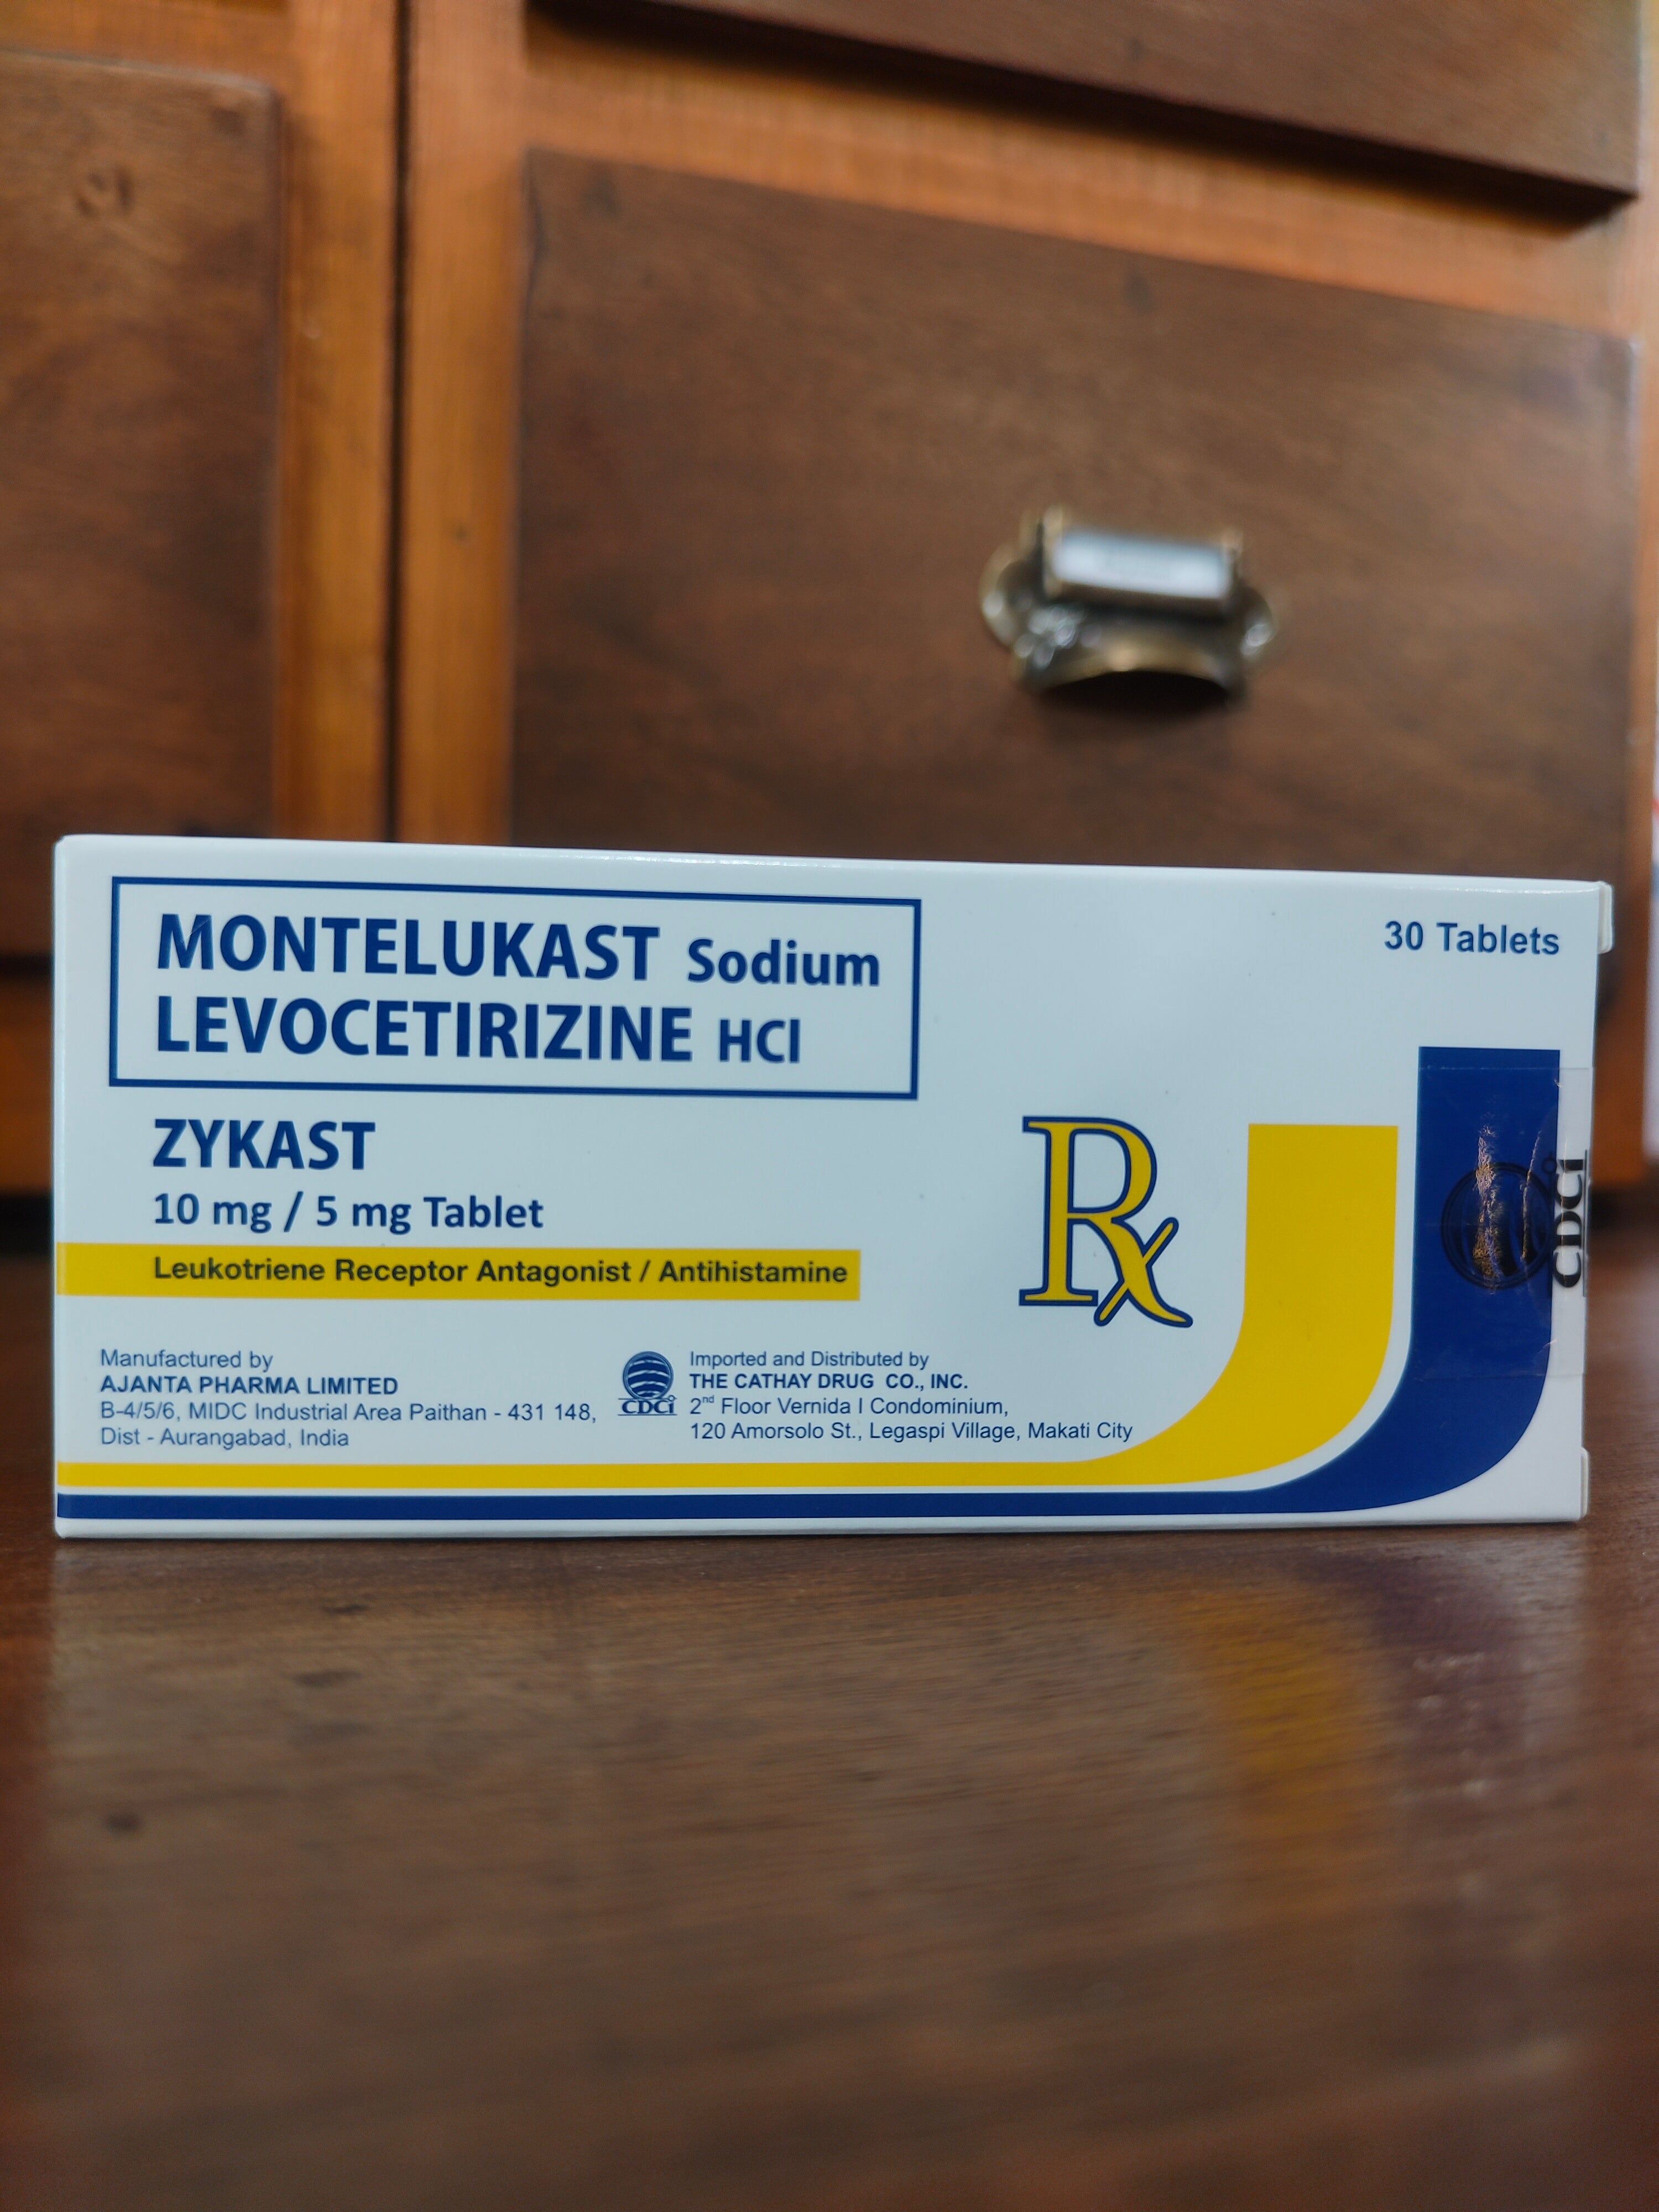 MONTELUKAST Sodium
LEVOCETIRIZINE HCl
30 Tablets
ZYKAST
10 mg / 5 mg Tablet
Leukotriene Receptor Antagonist / Antihistamine
Rx
CDCi
Manufactured by
AJANTA PHARMA LIMITED
B-4/5/6, MIDC Industrial Area Paithan - 431 148,
Dist - Aurangabad, India
CDCi
Imported and Distributed by
THE CATHAY DRUG CO., INC.
2nd Floor Vernida I Condominium,
120 Amorsolo St., Legaspi Village, Makati City